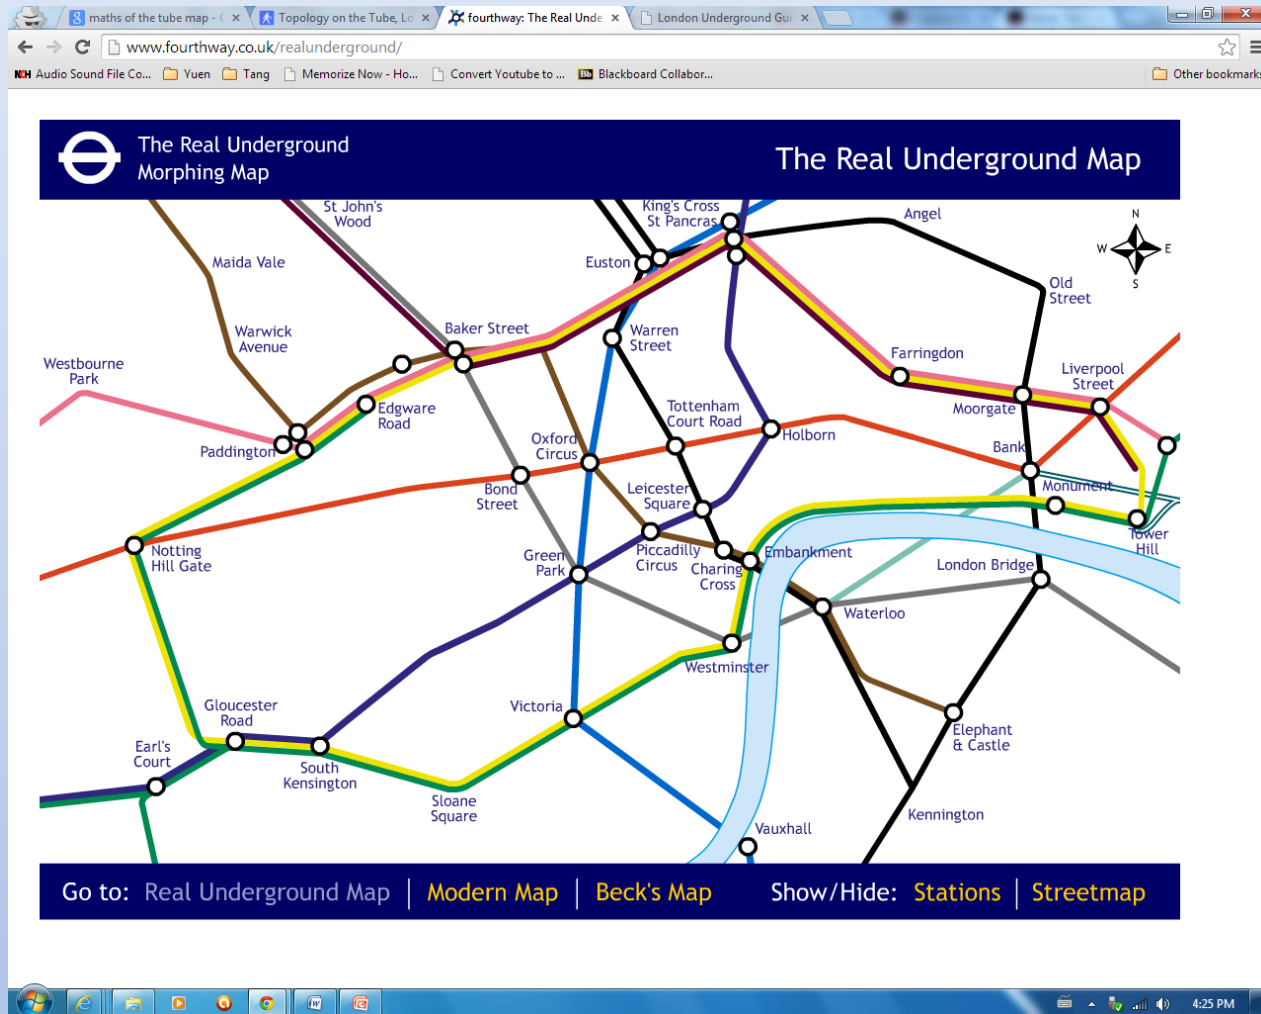 maths of the tube map - G
Topology on the Tube, Lo
fourthway: The Real Unde
London Underground Gui
www.fourthway.co.uk/realunderground/
NCH Audio Sound File Co...
Yuen
Tang
Memorize Now - Ho...
Convert Youtube to ...
Bb Blackboard Collabor...
Other bookmarks
The Real Underground
Morphing Map
The Real Underground Map
St John's
Wood
King's Cross
St Pancras
Angel
N
W
E
S
Maida Vale
Euston
Old
Street
Warwick
Avenue
Baker Street
Warren
Street
Westbourne
Park
Farringdon
Liverpool
Street
Edgware
Road
Tottenham
Court Road
Moorgate
Paddington
Oxford
Circus
Holborn
Bank
Bond
Street
Leicester
Square
Monument
Notting
Hill Gate
Green
Park
Piccadilly
Circus
Charing
Cross
Embankment
Tower
Hill
London Bridge
Waterloo
Westminster
Gloucester
Road
Victoria
Earl's
Court
South
Kensington
Elephant
& Castle
Sloane
Square
Kennington
Vauxhall
Go to: Real Underground Map | Modern Map | Beck's Map
Show/Hide: Stations | Streetmap
4:25 PM